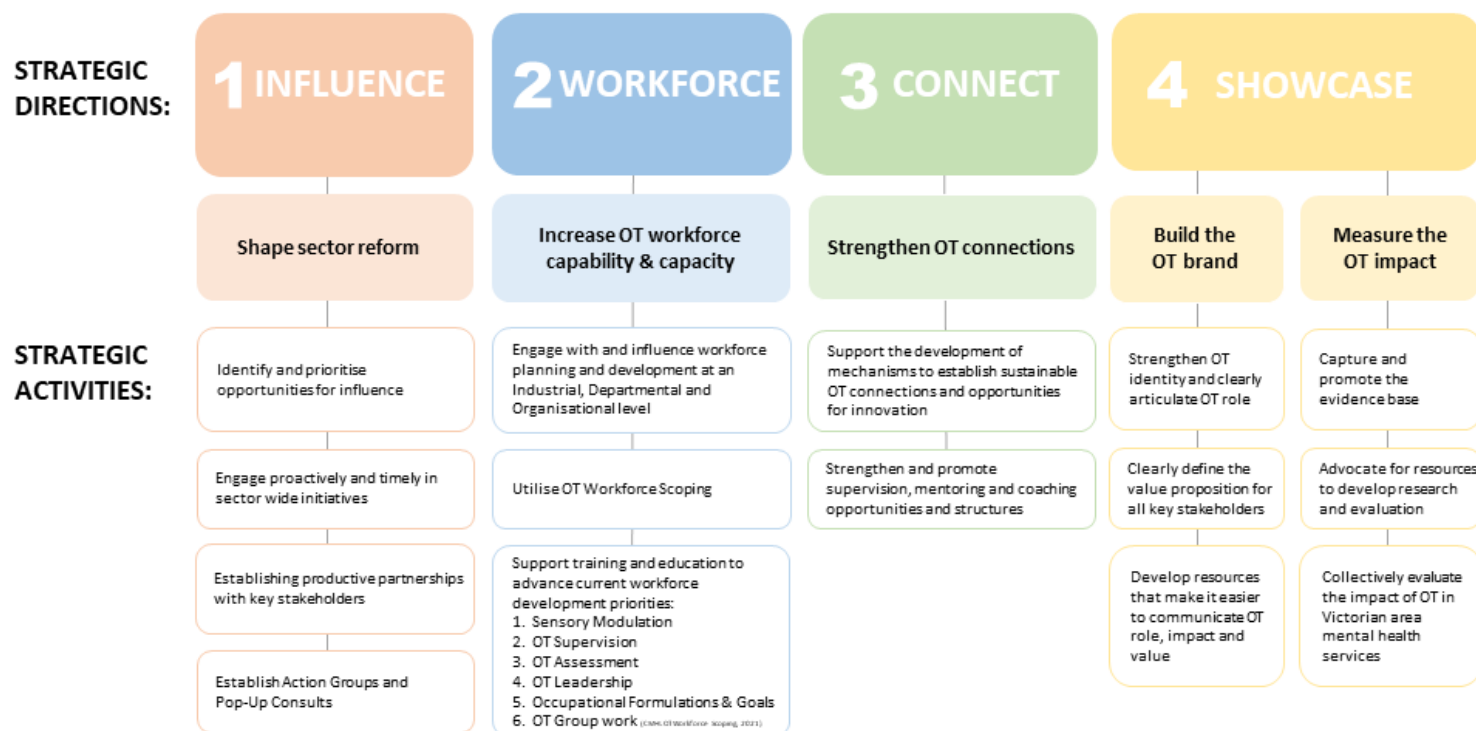 STRATEGIC
DIRECTIONS:
1 INFLUENCE
2 WORKFORCE
3 CONNECT
4 SHOWCASE
Shape sector reform
Increase OT workforce
capability & capacity
Strengthen OT connections
Build the
OT brand
Measure the
OT impact
STRATEGIC
ACTIVITIES:
Identify and prioritise
opportunities for influence
Engage proactively and timely in
sector wide initiatives
Establishing productive partnerships
with key stakeholders
Establish Action Groups and
Pop-Up Consults
Engage with and influence workforce
planning and development at an
Industrial, Departmental and
Organisational level
Utilise OT Workforce Scoping
Support training and education to
advance current workforce
development priorities:
1. Sensory Modulation
2. OT Supervision
3. OT Assessment
4. OT Leadership
5. Occupational Formulations & Goals
6. OT Group work (OT Workforce Scoping, 2021)
Support the development of
mechanisms to establish sustainable
OT connections and opportunities
for innovation
Strengthen and promote
supervision, mentoring and coaching
opportunities and structures
Strengthen OT
identity and clearly
articulate OT role
Clearly define the
value proposition for
all key stakeholders
Develop resources
that make it easier
to communicate OT
role, impact and
value
Capture and
promote the
evidence base
Advocate for resources
to develop research
and evaluation
Collectively evaluate
the impact of OT in
Victorian area
mental health
services